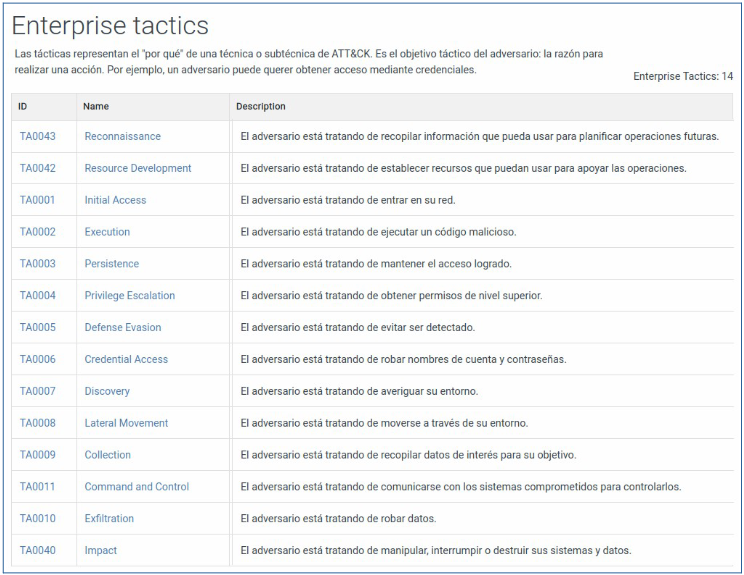 Enterprise tactics
Las tácticas representan el "por qué" de una técnica o subtécnica de ATT&CK. Es el objetivo táctico del adversario: la razón para
realizar una acción. Por ejemplo, un adversario puede querer obtener acceso mediante credenciales.
Enterprise Tactics: 14
ID Name Description
TA0043 Reconnaissance El adversario está tratando de recopilar información que pueda usar para planificar operaciones futuras.
TA0042 Resource Development El adversario está tratando de establecer recursos que puedan usar para apoyar las operaciones.
TA0001 Initial Access El adversario está tratando de entrar en su red.
TA0002 Execution El adversario está tratando de ejecutar un código malicioso.
TA0003 Persistence El adversario está tratando de mantener el acceso logrado.
TA0004 Privilege Escalation El adversario está tratando de obtener permisos de nivel superior.
TA0005 Defense Evasion El adversario está tratando de evitar ser detectado.
TA0006 Credential Access El adversario está tratando de robar nombres de cuenta y contraseñas.
TA0007 Discovery El adversario está tratando de averiguar su entorno.
TA0008 Lateral Movement El adversario está tratando de moverse a través de su entorno.
TA0009 Collection El adversario está tratando de recopilar datos de interés para su objetivo.
TA0011 Command and Control El adversario está tratando de comunicarse con los sistemas comprometidos para controlarlos.
TA0010 Exfiltration El adversario está tratando de robar datos.
TA0040 Impact El adversario está tratando de manipular, interrumpir o destruir sus sistemas y datos.